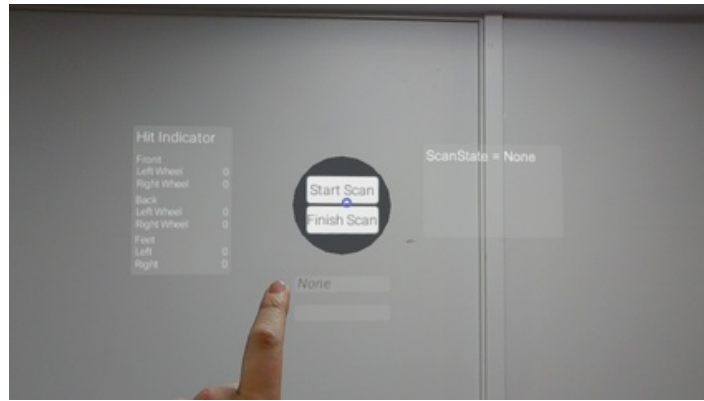 Hit Indicator
Front
Left Wheel 0
Right Wheel 0
Back
Left Wheel 0
Right Wheel 0
Feet
Left 0
Right 0
Start Scan
Finish Scan
None
ScanState = None